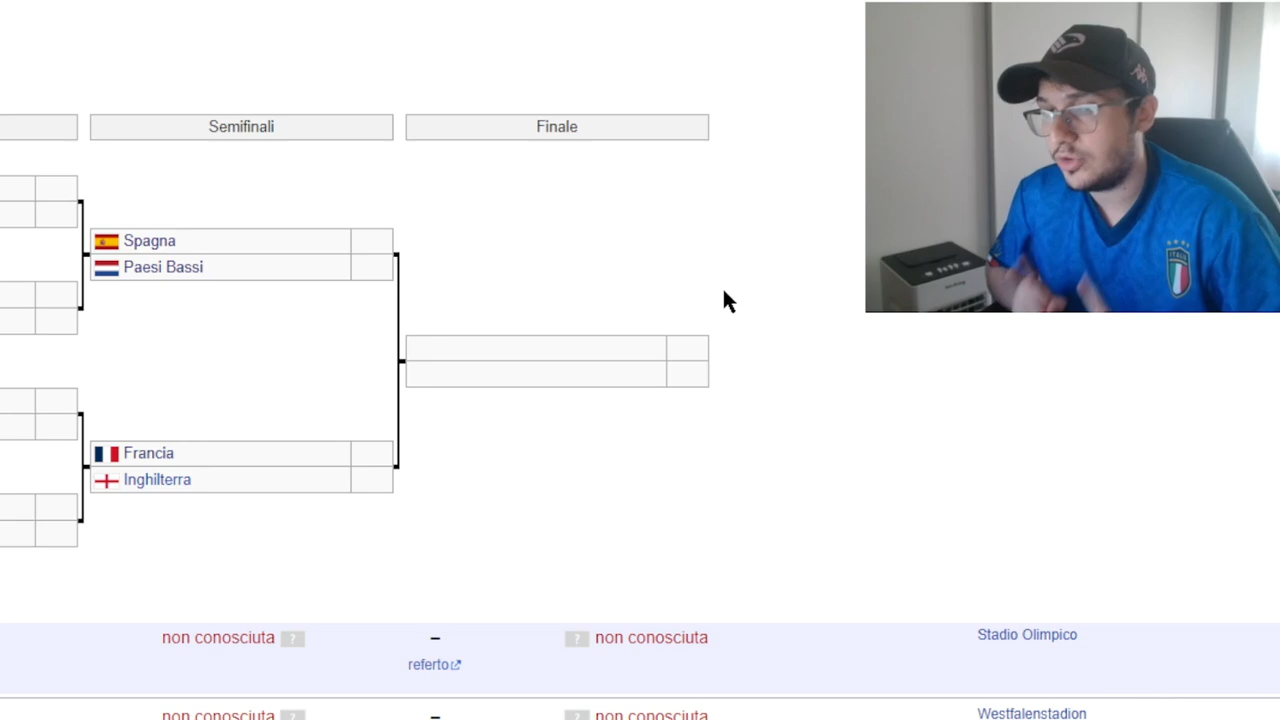 Semifinali
Finale
Spagna
Paesi Bassi
Francia
Inghilterra
non conosciuta ?
–
? non conosciuta
Stadio Olimpico
referto
non conosciuta ?
–
? non conosciuta
Westfalenstadion
ITALIA